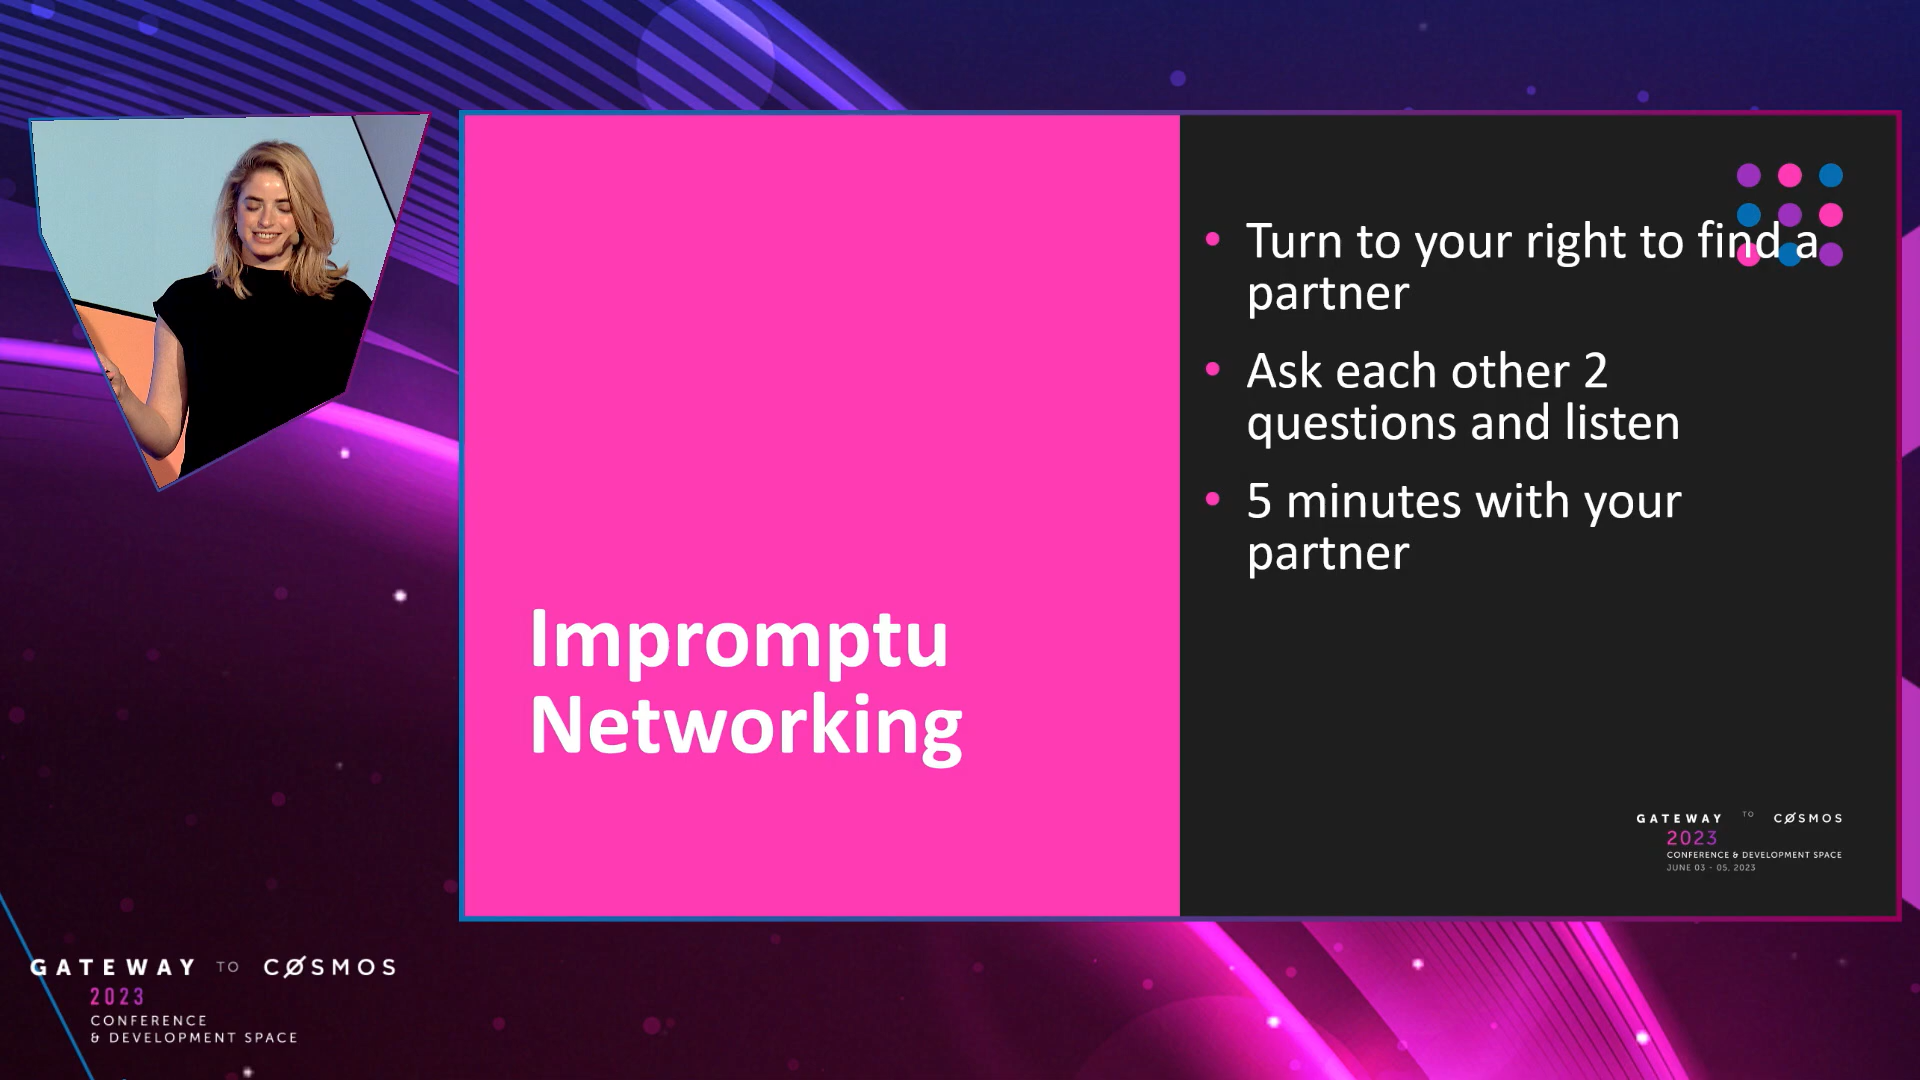 Impromptu
Networking
• Turn to your right to find a
partner
• Ask each other 2
questions and listen
• 5 minutes with your
partner
GATEWAY TO CØSMOS
2023
CONFERENCE & DEVELOPMENT SPACE
JUNE 03 - 05, 2023
GATEWAY TO CØSMOS
2023
CONFERENCE
& DEVELOPMENT SPACE